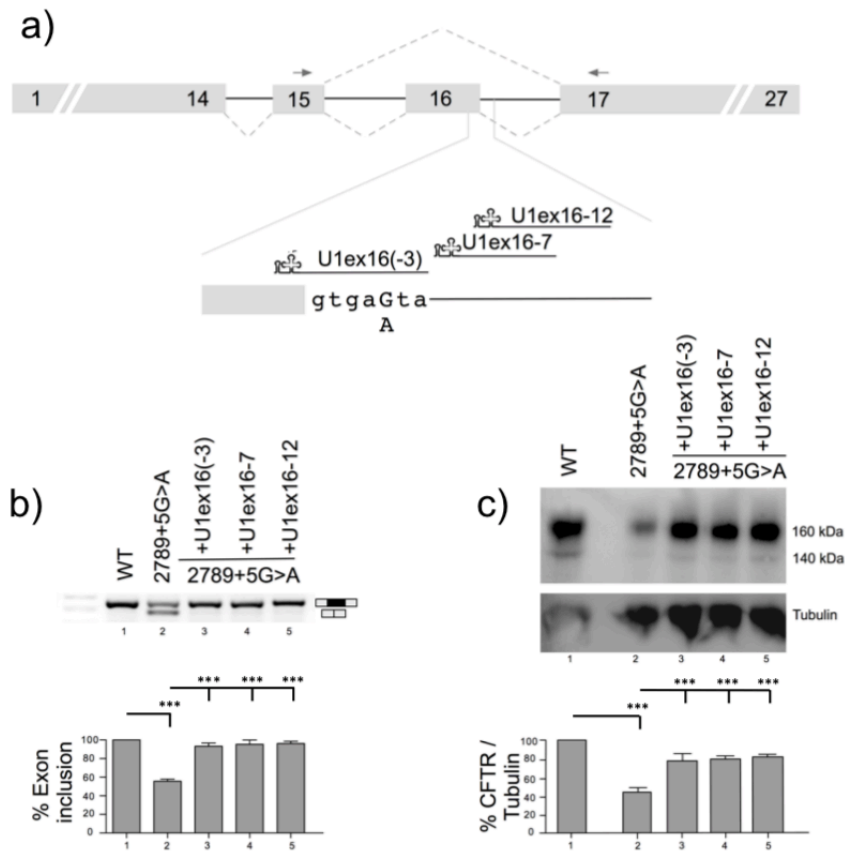 a)
1 14 15 16 17 27
U1ex16-12
U1ex16-7
U1ex16(-3)
gtgaGta
A
b)
WT
2789+5G>A
+U1ex16(-3)
+U1ex16-7
+U1ex16-12
2789+5G>A
1 2 3 4 5
*** *** *** ***
% Exon
inclusion
100
80
60
40
20
0
1 2 3 4 5
c)
WT
2789+5G>A
+U1ex16(-3)
+U1ex16-7
+U1ex16-12
2789+5G>A
160 kDa
140 kDa
Tubulin
1 2 3 4 5
*** *** *** ***
% CFTR /
Tubulin
100
80
60
40
20
0
1 2 3 4 5